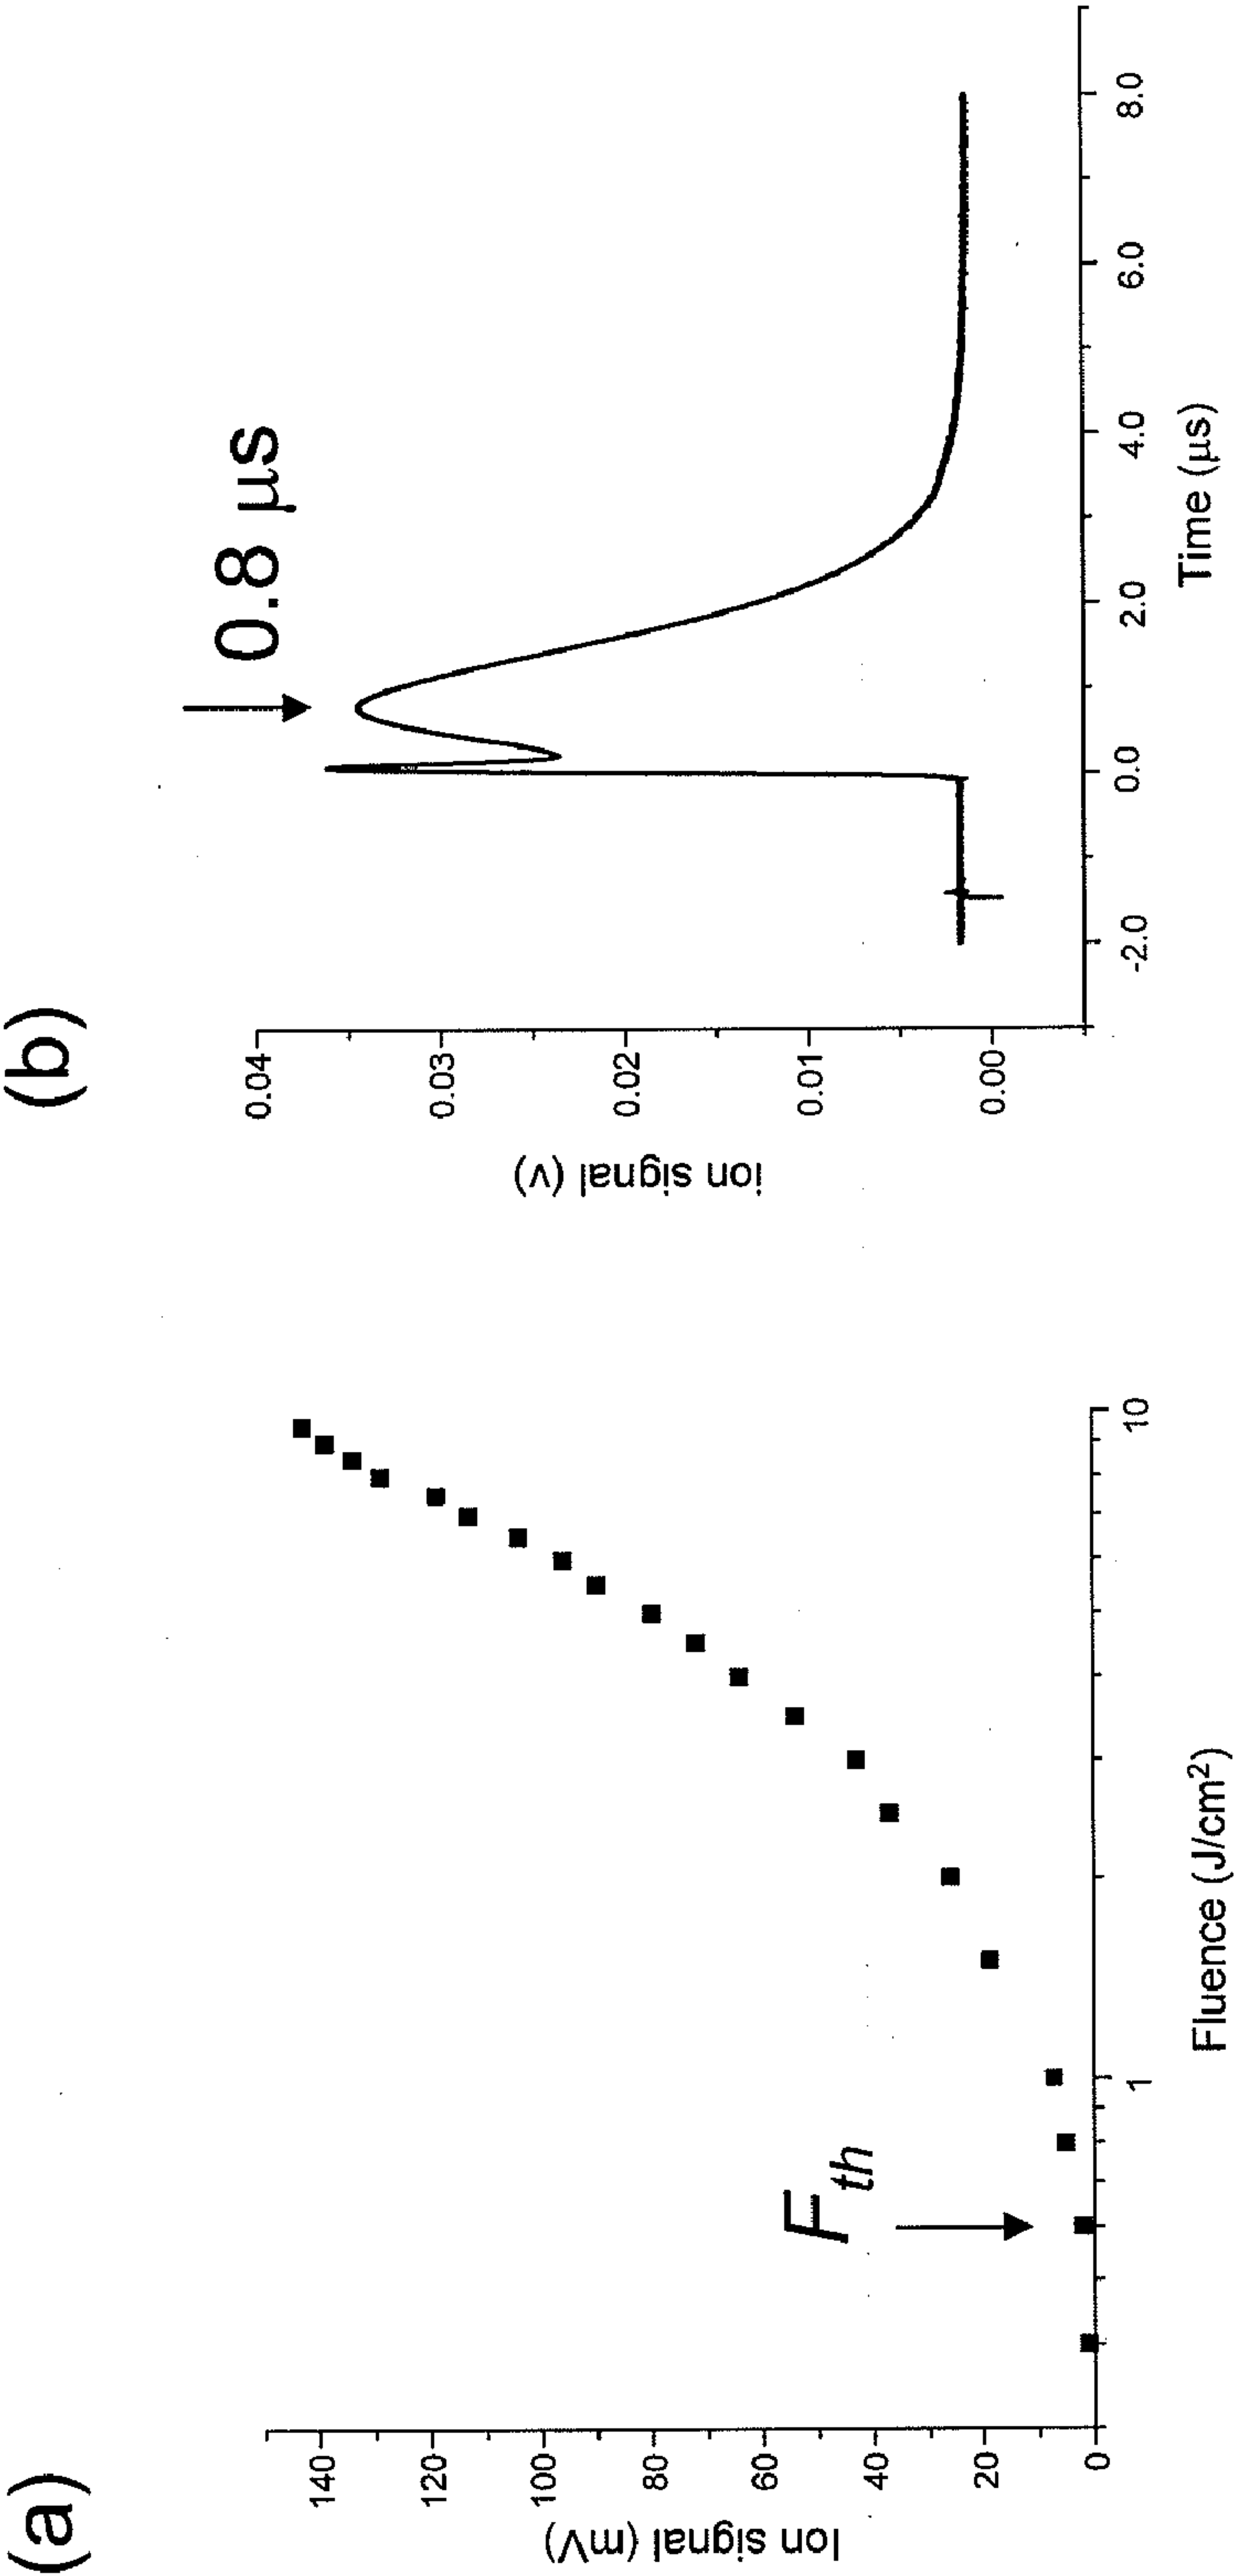 (a)
Ion signal (mV)
140
120
100
80
60
40
20
0
F_th
1
10
Fluence (J/cm²)
(b)
ion signal (v)
0.04
0.03
0.02
0.01
0.00
0.8 μs
-2.0
0.0
2.0
4.0
6.0
8.0
Time (μs)